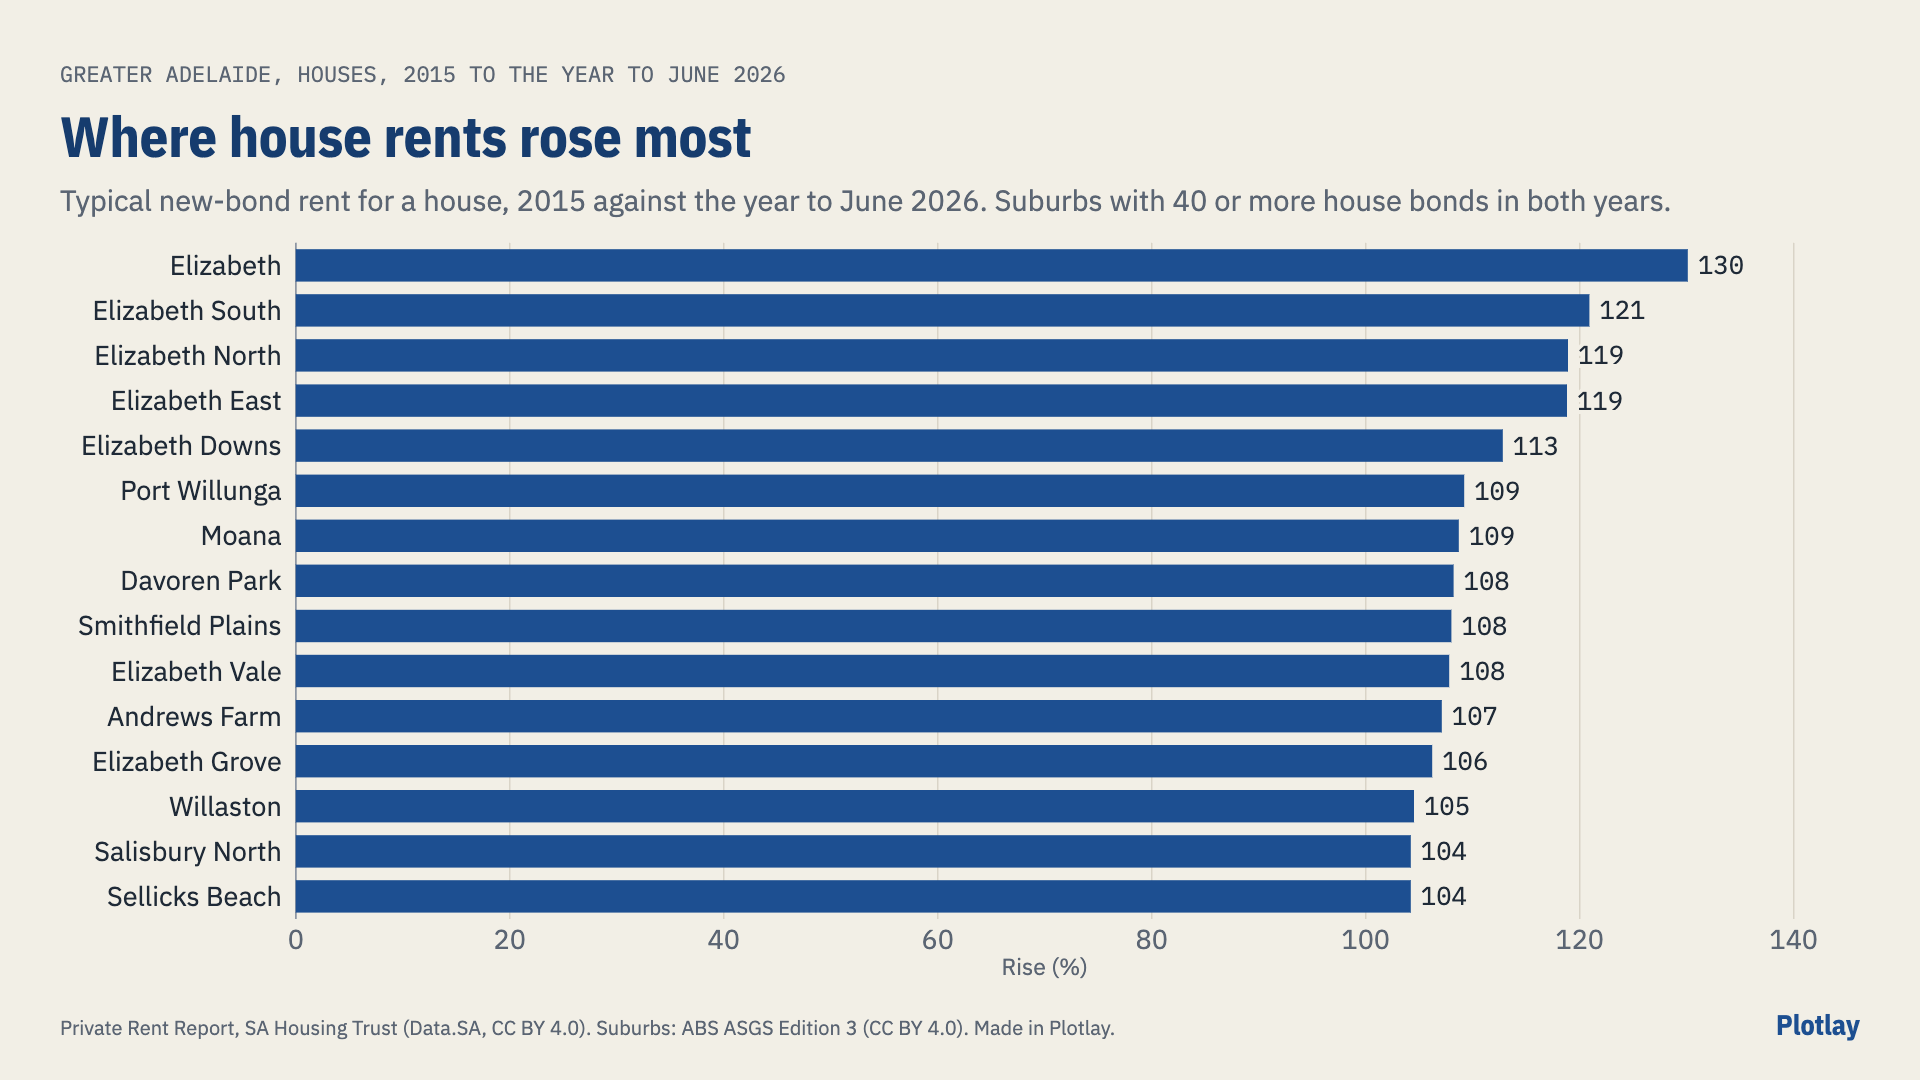 GREATER ADELAIDE, HOUSES, 2015 TO THE YEAR TO JUNE 2026
Where house rents rose most
Typical new-bond rent for a house, 2015 against the year to June 2026. Suburbs with 40 or more house bonds in both years.
Elizabeth 130
Elizabeth South 121
Elizabeth North 119
Elizabeth East 119
Elizabeth Downs 113
Port Willunga 109
Moana 109
Davoren Park 108
Smithfield Plains 108
Elizabeth Vale 108
Andrews Farm 107
Elizabeth Grove 106
Willaston 105
Salisbury North 104
Sellicks Beach 104
0 20 40 60 80 100 120 140
Rise (%)
Private Rent Report, SA Housing Trust (Data.SA, CC BY 4.0). Suburbs: ABS ASGS Edition 3 (CC BY 4.0). Made in Plotlay.
Plotlay